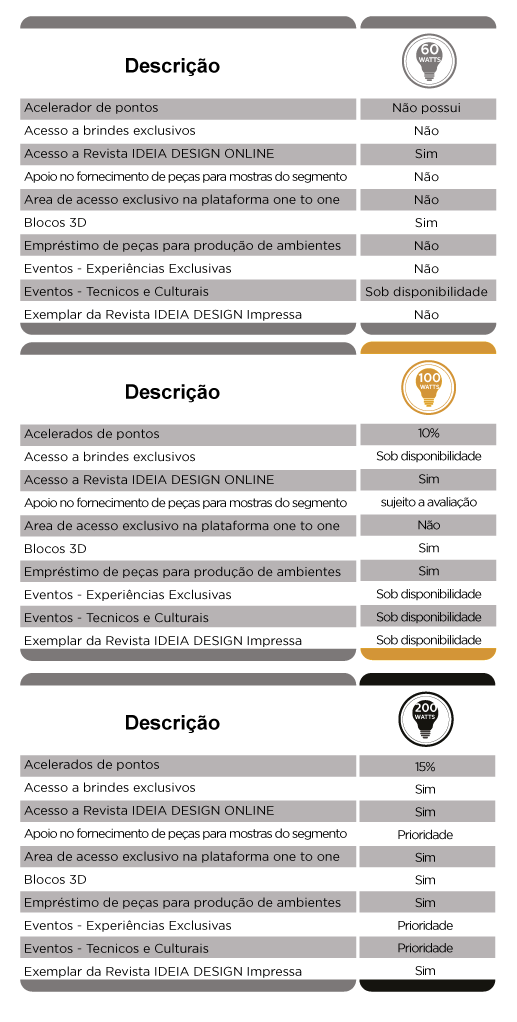 60
WATTS
Descrição
Acelerador de pontos Não possui
Acesso a brindes exclusivos Não
Acesso a Revista IDEIA DESIGN ONLINE Sim
Apoio no fornecimento de peças para mostras do segmento Não
Area de acesso exclusivo na plataforma one to one Não
Blocos 3D Sim
Empréstimo de peças para produção de ambientes Não
Eventos - Experiências Exclusivas Não
Eventos - Tecnicos e Culturais Sob disponibilidade
Exemplar da Revista IDEIA DESIGN Impressa Não
100
WATTS
Descrição
Acelerados de pontos 10%
Acesso a brindes exclusivos Sob disponibilidade
Acesso a Revista IDEIA DESIGN ONLINE Sim
Apoio no fornecimento de peças para mostras do segmento sujeito a avaliação
Area de acesso exclusivo na plataforma one to one Não
Blocos 3D Sim
Empréstimo de peças para produção de ambientes Sim
Eventos - Experiências Exclusivas Sob disponibilidade
Eventos - Tecnicos e Culturais Sob disponibilidade
Exemplar da Revista IDEIA DESIGN Impressa Sob disponibilidade
200
WATTS
Descrição
Acelerados de pontos 15%
Acesso a brindes exclusivos Sim
Acesso a Revista IDEIA DESIGN ONLINE Sim
Apoio no fornecimento de peças para mostras do segmento Prioridade
Area de acesso exclusivo na plataforma one to one Sim
Blocos 3D Sim
Empréstimo de peças para produção de ambientes Sim
Eventos - Experiências Exclusivas Prioridade
Eventos - Tecnicos e Culturais Prioridade
Exemplar da Revista IDEIA DESIGN Impressa Sim